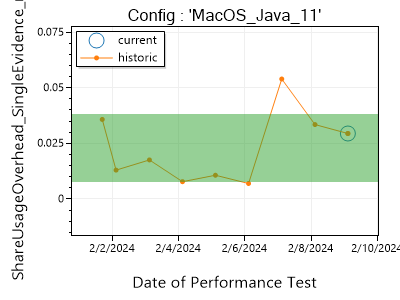 Config : 'MacOS_Java_11'
current
historic
0.075
0.05
0.025
0
ShareUsageOverhead_SingleEvidence_
2/2/2024
2/4/2024
2/6/2024
2/8/2024
2/10/2024
Date of Performance Test